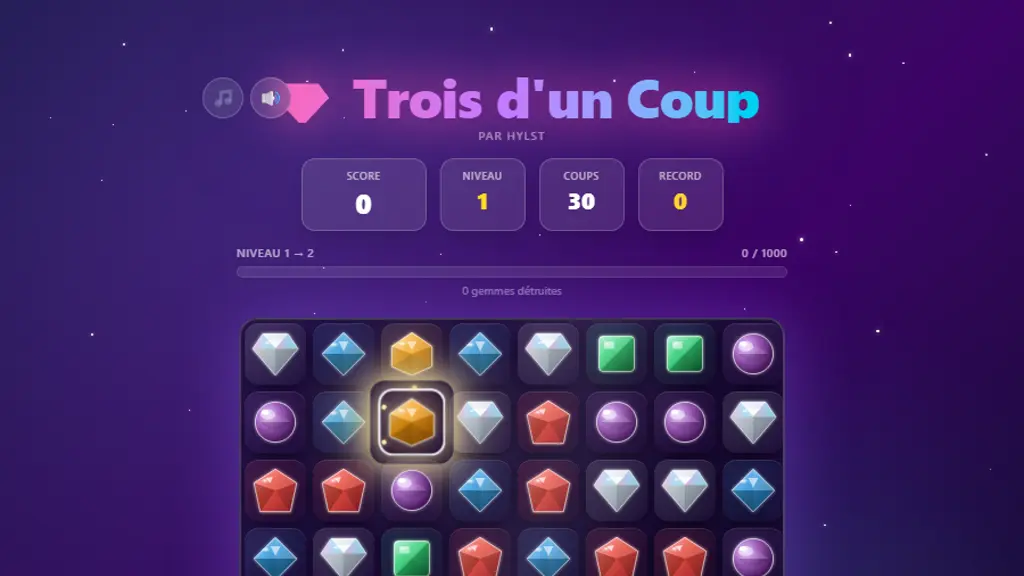 Trois d'un Coup
PAR HYLST
SCORE
0
NIVEAU
1
COUPS
30
RECORD
0
NIVEAU 1 → 2
0 / 1000
0 gemmes détruites